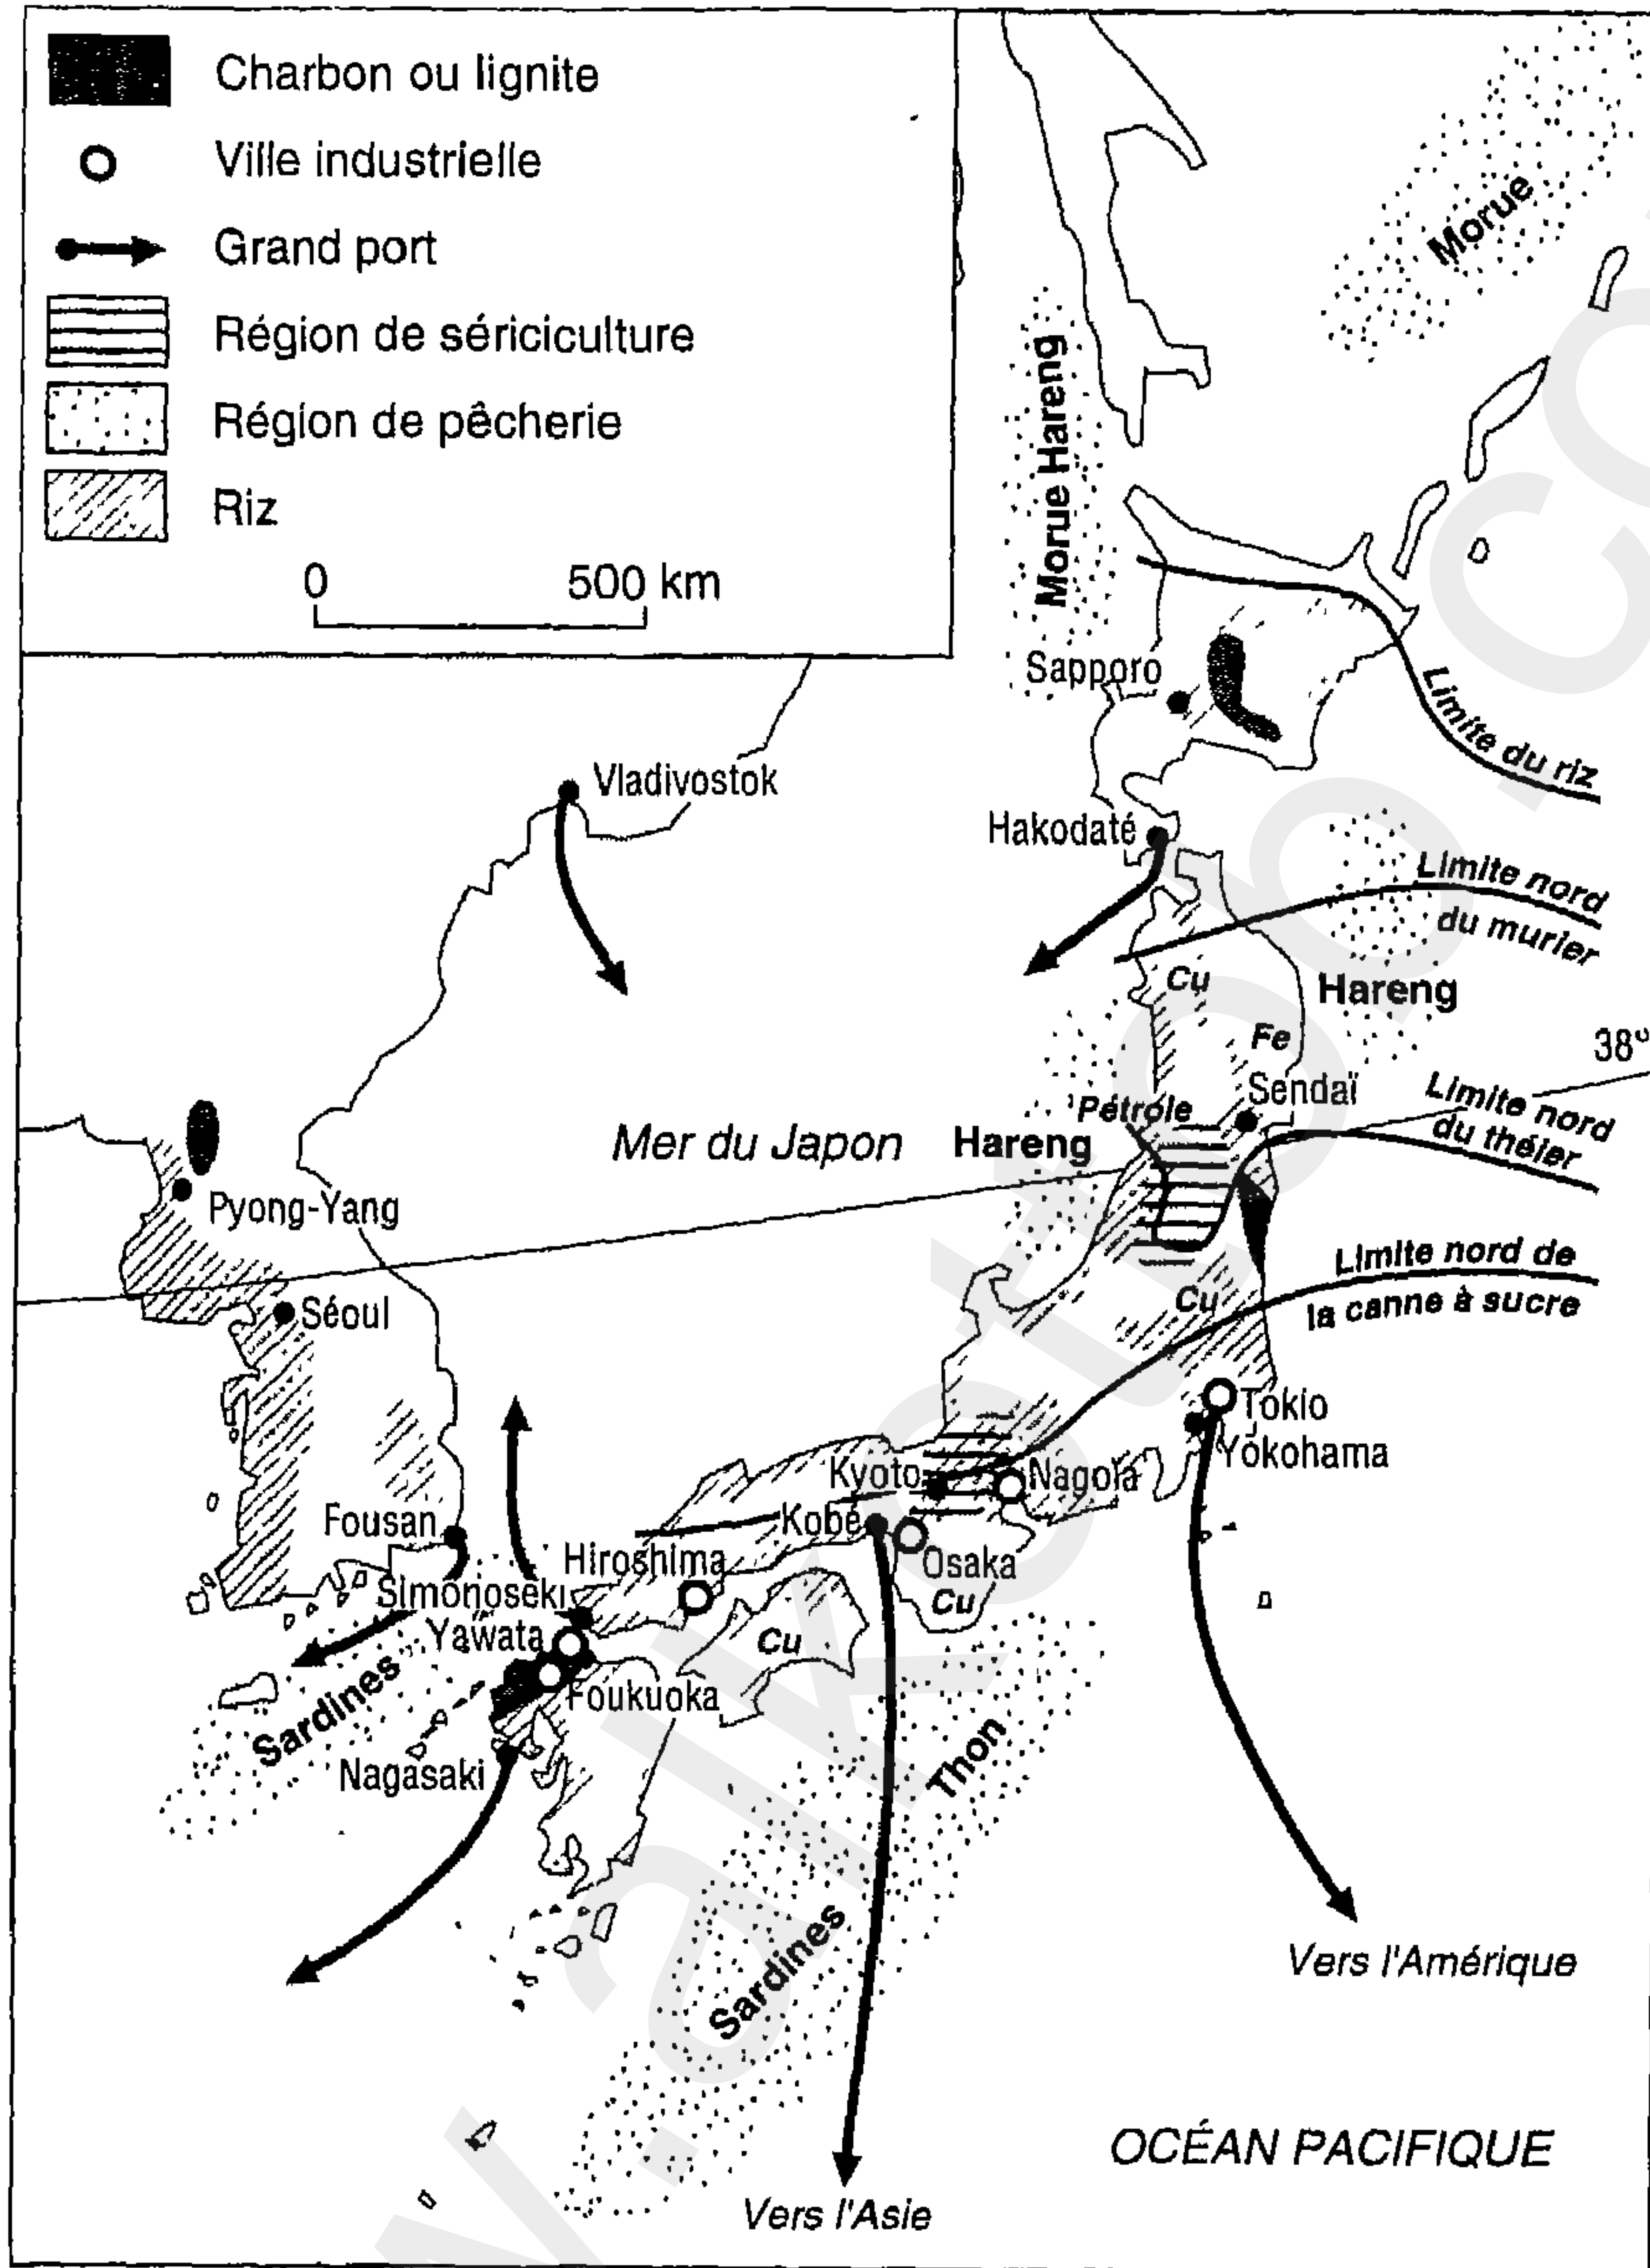 Charbon ou lignite
Ville industrielle
Grand port
Région de sériciculture
Région de pêcherie
Riz
0 500 km
Morue
Morue Hareng
Sapporo
Limite du riz
Vladivostok
Hakodaté
Limite nord
du murier
Cu
Hareng
Fe
38°
Sendaï
Pétrole
Limite nord
du théier
Mer du Japon
Hareng
Pyong-Yang
Limite nord de
la canne à sucre
Cu
Séoul
Tokio
Yokohama
Kyoto
Nagoïa
Kobé
Fousan
Osaka
Hiroshima
Simonoseki
Cu
Yawata
Cu
Foukuoka
Sardines
Thon
Nagasaki
Sardines
Vers l'Amérique
OCÉAN PACIFIQUE
Vers l'Asie